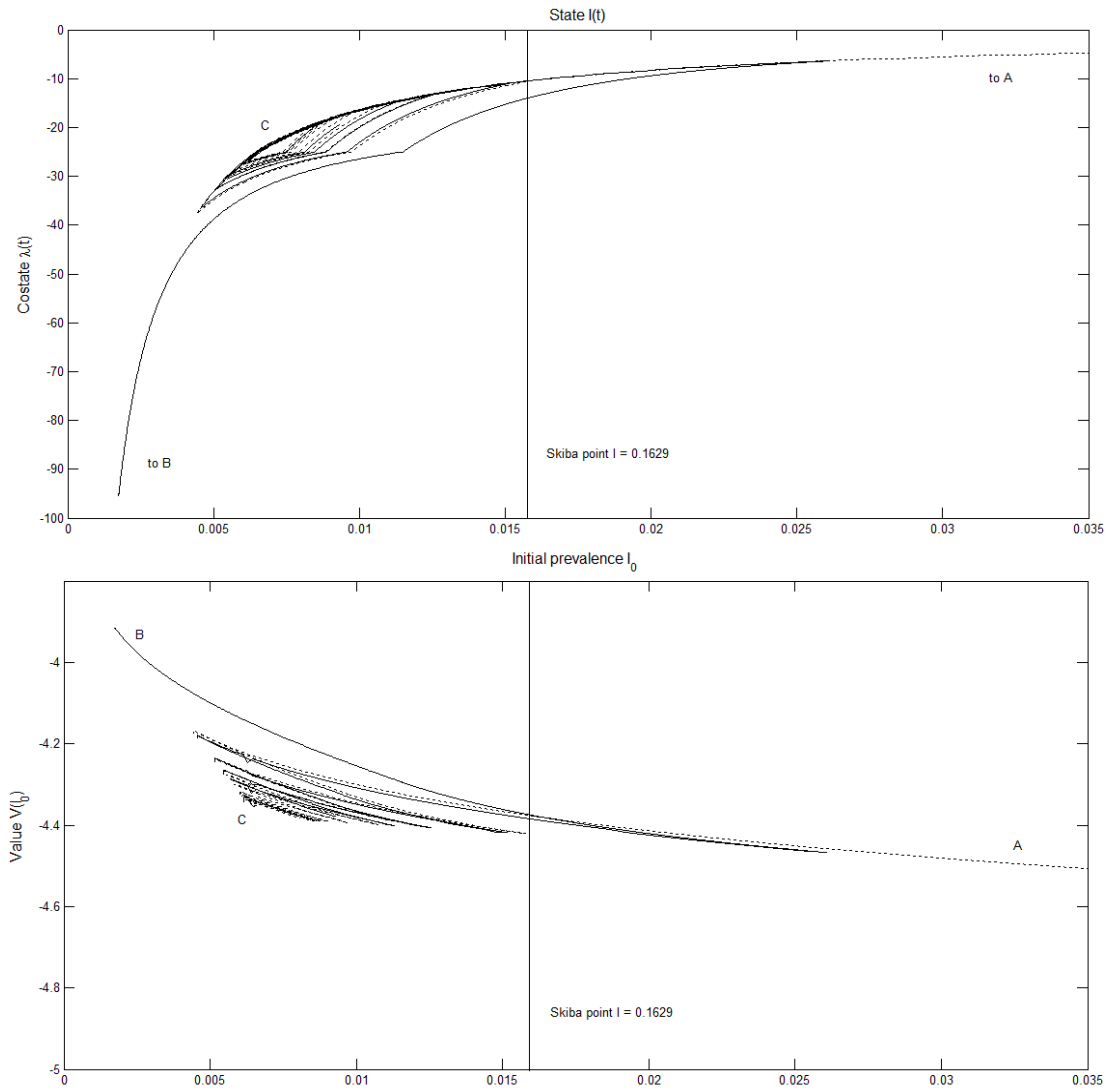 State I(t)
0
-10
-20
-30
-40
-50
-60
-70
-80
-90
-100
Costate λ(t)
to A
C
Skiba point I = 0.1629
to B
0 0.005 0.01 0.015 0.02 0.025 0.03 0.035
Initial prevalence I0
-4
-4.2
-4.4
-4.6
-4.8
-5
Value V(I0)
B
C
A
Skiba point I = 0.1629
0 0.005 0.01 0.015 0.02 0.025 0.03 0.035